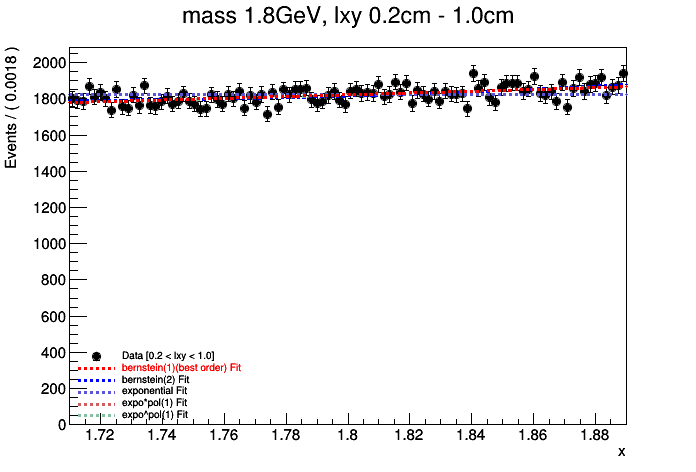 mass 1.8GeV, lxy 0.2cm - 1.0cm
Events / ( 0.0018 )
2000
1800
1600
1400
1200
1000
800
600
400
200
0
Data [0.2 < lxy < 1.0]
bernstein(1)(best order) Fit
bernstein(2) Fit
exponential Fit
expo*pol(1) Fit
expo^pol(1) Fit
1.72 1.74 1.76 1.78 1.8 1.82 1.84 1.86 1.88
x